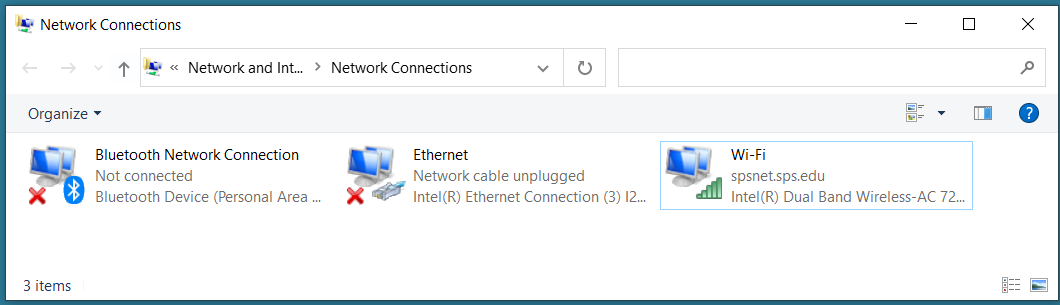 Network Connections
« Network and Int... > Network Connections
Organize
Bluetooth Network Connection
Not connected
Bluetooth Device (Personal Area ...
Ethernet
Network cable unplugged
Intel(R) Ethernet Connection (3) I2...
Wi-Fi
spsnet.sps.edu
Intel(R) Dual Band Wireless-AC 72...
3 items